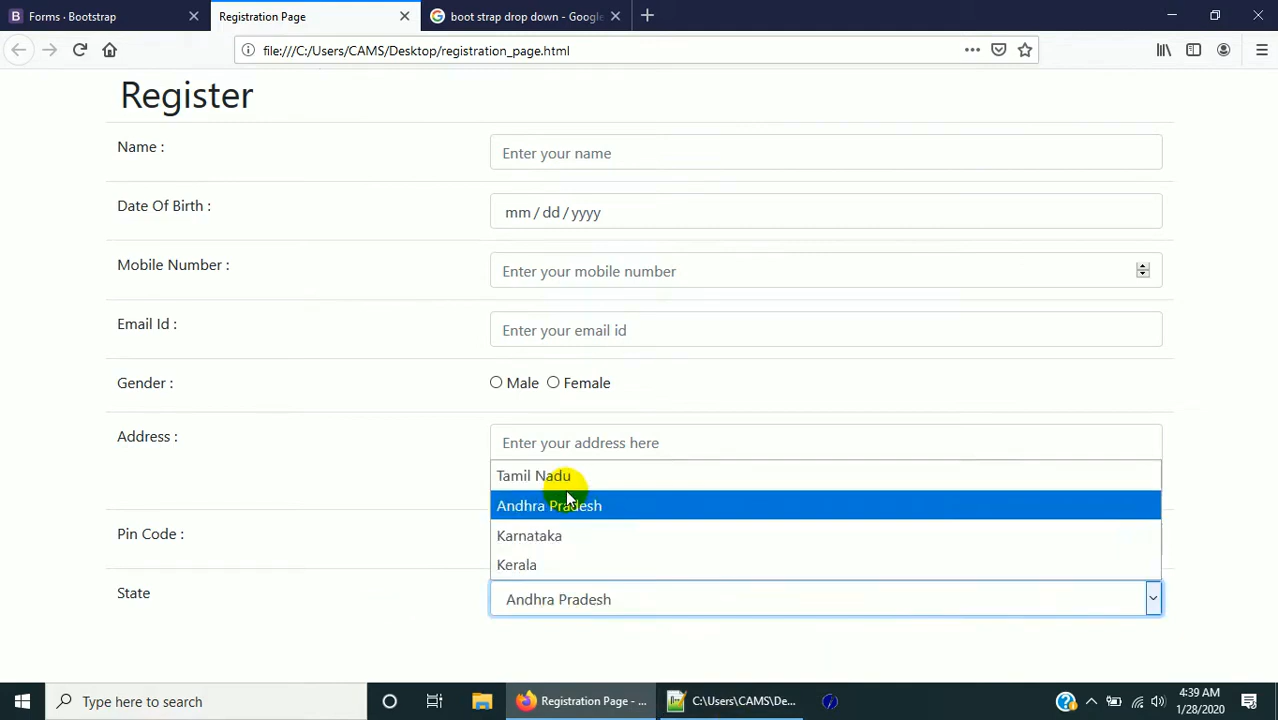 Forms · Bootstrap
Registration Page
boot strap drop down - Google
file:///C:/Users/CAMS/Desktop/registration_page.html
Register
Name :
Enter your name
Date Of Birth :
mm / dd / yyyy
Mobile Number :
Enter your mobile number
Email Id :
Enter your email id
Gender :
Male Female
Address :
Enter your address here
Tamil Nadu
Andhra Pradesh
Karnataka
Kerala
Pin Code :
State
Andhra Pradesh
Type here to search
Registration Page - ...
C:\Users\CAMS\De...
4:39 AM
1/28/2020